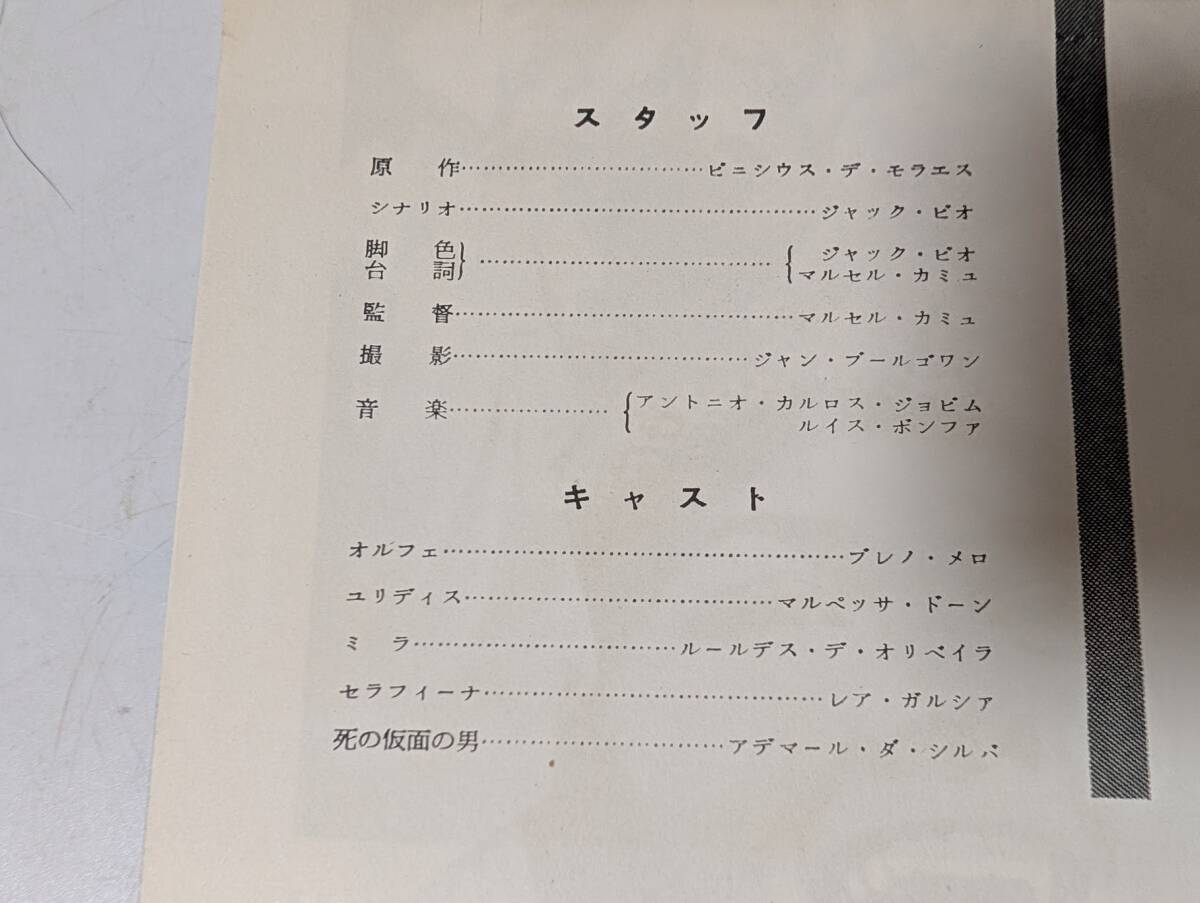 スタッフ
原作……………………………ビニシウス・デ・モラエス
シナリオ…………………………………………ジャック・ビオ
脚色 台詞} ………………………………… {ジャック・ビオ
マルセル・カミュ
監督………………………………………マルセル・カミュ
撮影…………………………………ジャン・ブールゴワン
音楽………………… {アントニオ・カルロス・ジョビム
ルイス・ボンファ
キャスト
オルフェ………………………………………………ブレノ・メロ
ユリディス……………………………………マルペッサ・ドーン
ミラ………………………………ルールデス・デ・オリベイラ
セラフィーナ………………………………………レア・ガルシァ
死の仮面の男……………………………アデマール・ダ・シルバ